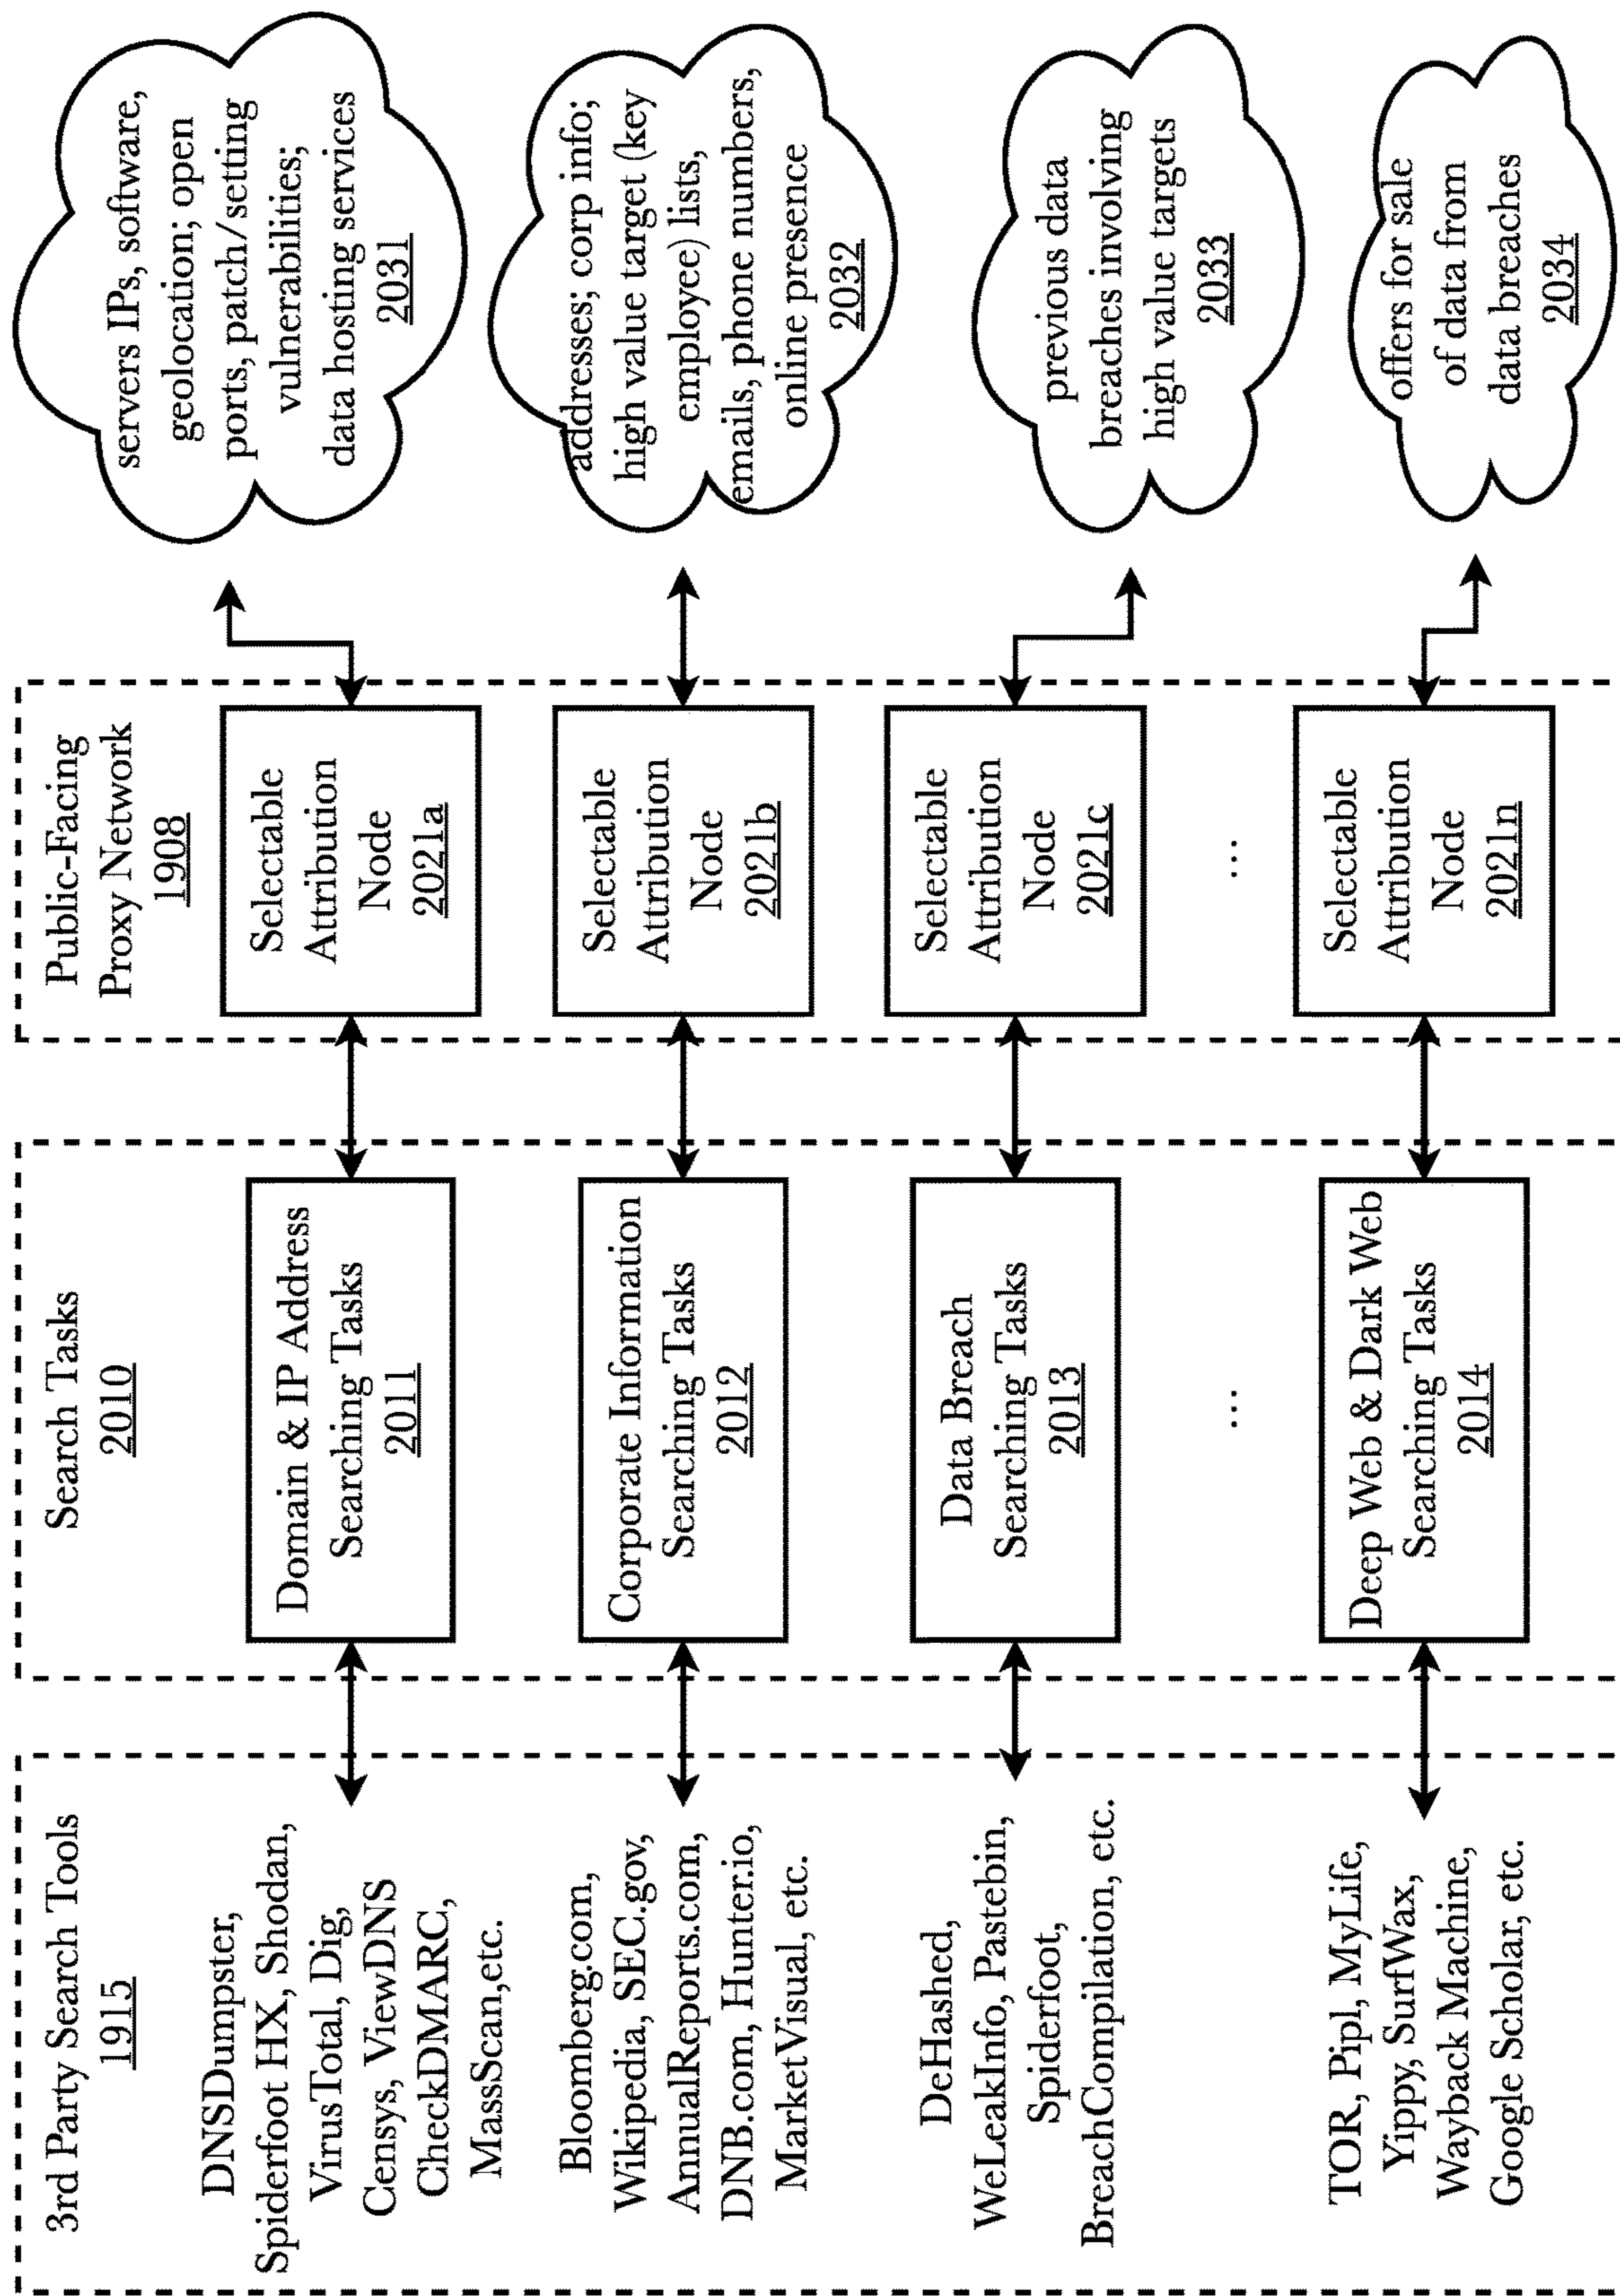 3rd Party Search Tools
1915
DNSDumpster,
Spiderfoot HX, Shodan,
VirusTotal, Dig,
Censys, ViewDNS
CheckDMARC,
MassScan,etc.
Bloomberg.com,
Wikipedia, SEC.gov,
AnnualReports.com,
DNB.com, Hunter.io,
MarketVisual, etc.
DeHashed,
WeLeakInfo, Pastebin,
Spiderfoot,
BreachCompilation, etc.
TOR, Pipl, MyLife,
Yippy, SurfWax,
Wayback Machine,
Google Scholar, etc.
Search Tasks
2010
Domain & IP Address
Searching Tasks
2011
Corporate Information
Searching Tasks
2012
Data Breach
Searching Tasks
2013
...
Deep Web & Dark Web
Searching Tasks
2014
Public-Facing
Proxy Network
1908
Selectable
Attribution
Node
2021a
Selectable
Attribution
Node
2021b
Selectable
Attribution
Node
2021c
...
Selectable
Attribution
Node
2021n
servers IPs, software,
geolocation; open
ports, patch/setting
vulnerabilities;
data hosting services
2031
addresses; corp info;
high value target (key
employee) lists,
emails, phone numbers,
online presence
2032
previous data
breaches involving
high value targets
2033
offers for sale
of data from
data breaches
2034